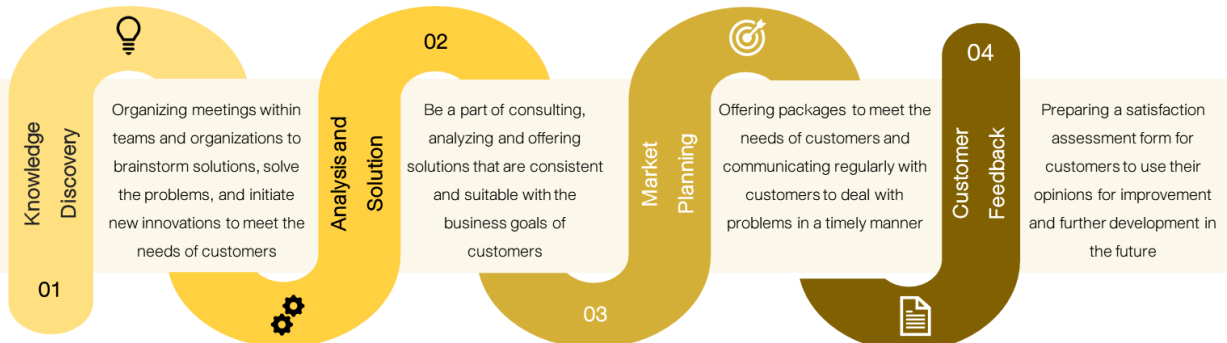 01
Knowledge
Discovery
Organizing meetings within
teams and organizations to
brainstorm solutions, solve
the problems, and initiate
new innovations to meet the
needs of customers
02
Analysis and
Solution
Be a part of consulting,
analyzing and offering
solutions that are consistent
and suitable with the
business goals of
customers
03
Market
Planning
Offering packages to meet the
needs of customers and
communicating regularly with
customers to deal with
problems in a timely manner
04
Customer
Feedback
Preparing a satisfaction
assessment form for
customers to use their
opinions for improvement
and further development in
the future